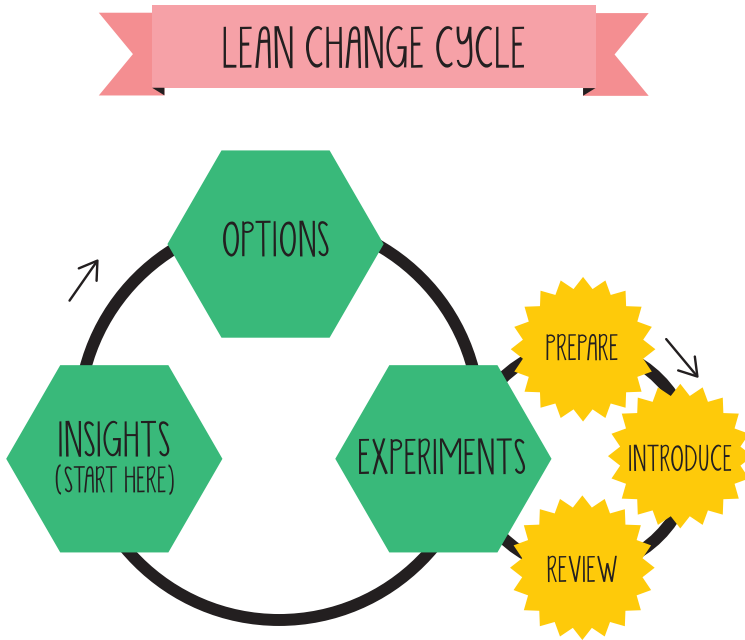 LEAN CHANGE CYCLE
OPTIONS
INSIGHTS
(START HERE)
EXPERIMENTS
PREPARE
INTRODUCE
REVIEW